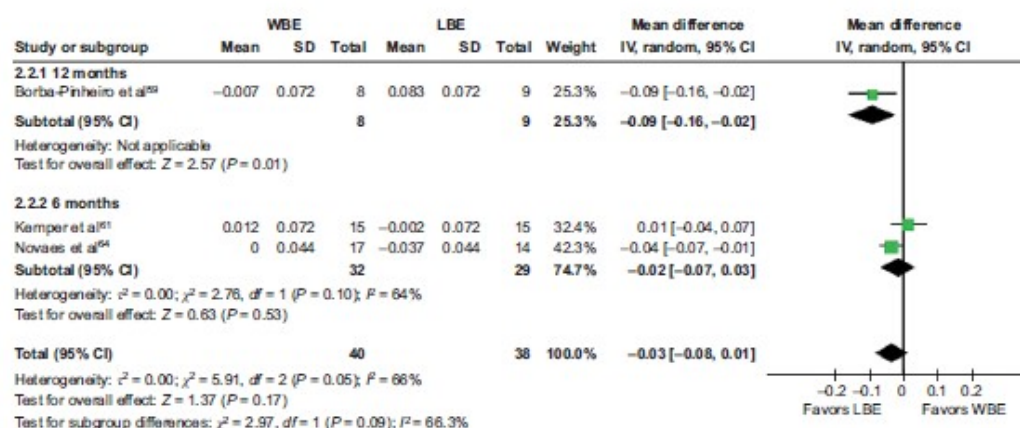 WBE LBE Mean difference Mean difference
Study or subgroup Mean SD Total Mean SD Total Weight IV, random, 95% CI IV, random, 95% CI
2.2.1 12 months
Borba-Pinheiro et al⁵⁹ −0.007 0.072 8 0.083 0.072 9 25.3% −0.09 [−0.16, −0.02]
Subtotal (95% CI) 8 9 25.3% −0.09 [−0.16, −0.02]
Heterogeneity: Not applicable
Test for overall effect: Z = 2.57 (P = 0.01)
2.2.2 6 months
Kemper et al⁶¹ 0.012 0.072 15 −0.002 0.072 15 32.4% 0.01 [−0.04, 0.07]
Novaes et al⁶⁴ 0 0.044 17 −0.037 0.044 14 42.3% −0.04 [−0.07, −0.01]
Subtotal (95% CI) 32 29 74.7% −0.02 [−0.07, 0.03]
Heterogeneity: τ² = 0.00; χ² = 2.76, df = 1 (P = 0.10); I² = 64%
Test for overall effect: Z = 0.63 (P = 0.53)
Total (95% CI) 40 38 100.0% −0.03 [−0.08, 0.01]
Heterogeneity: τ² = 0.00; χ² = 5.91, df = 2 (P = 0.05); I² = 66%
Test for overall effect: Z = 1.37 (P = 0.17)
Test for subgroup differences: χ² = 2.97, df = 1 (P = 0.09); I² = 66.3%
−0.2 −0.1 0 0.1 0.2
Favors LBE Favors WBE